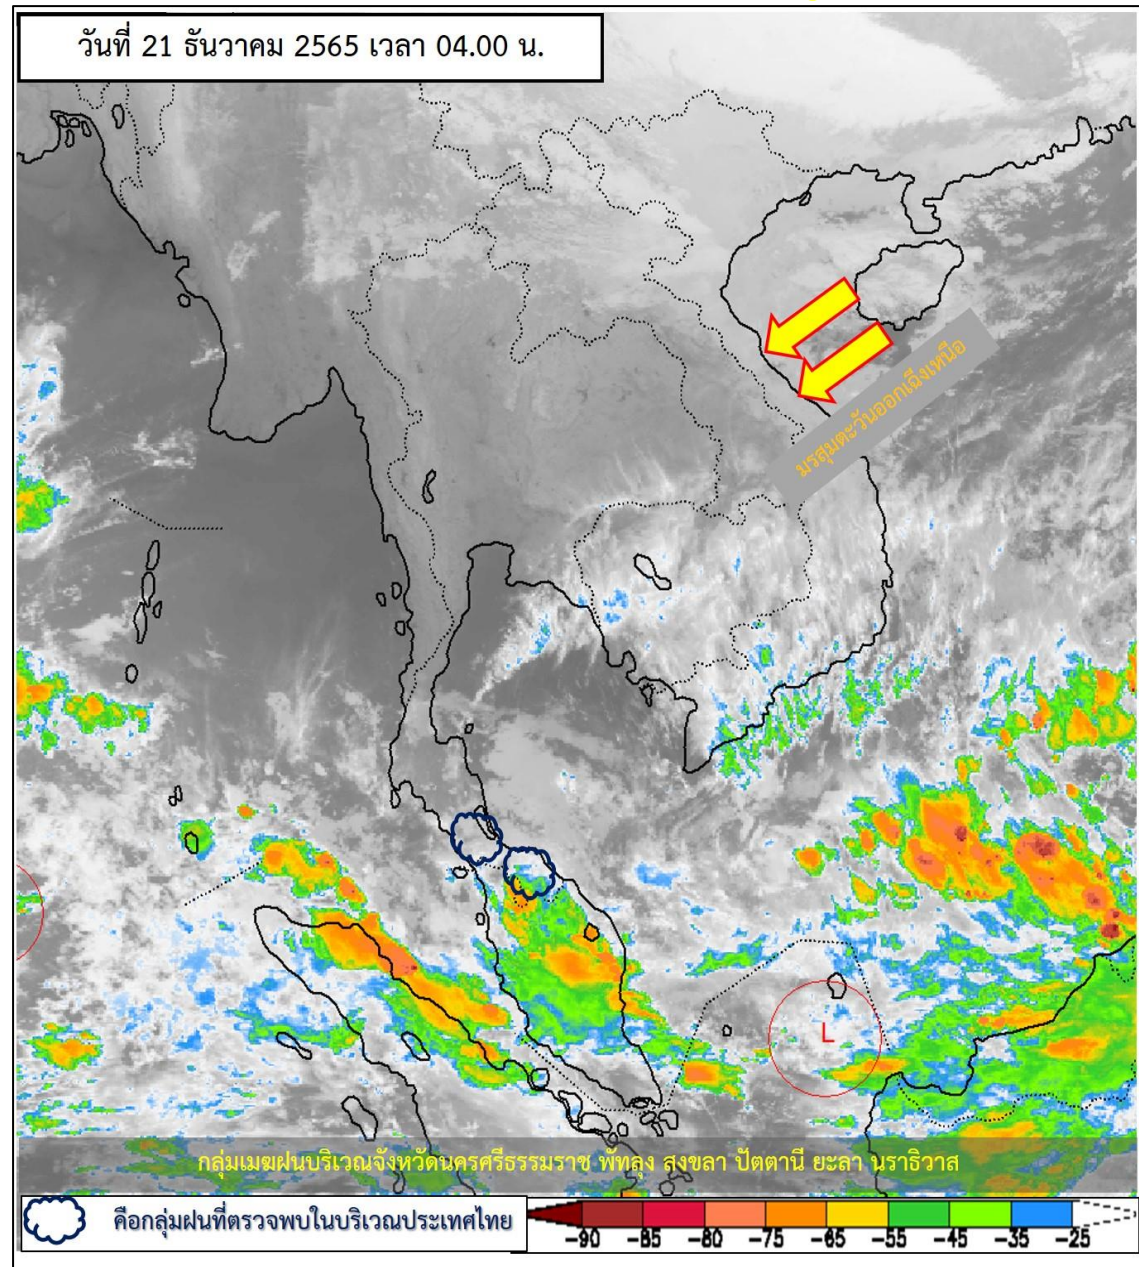 วันที่ 21 ธันวาคม 2565 เวลา 04.00 น.
มรสุมตะวันออกเฉียงเหนือ
L
กลุ่มเมฆฝนบริเวณจังหวัดนครศรีธรรมราช พัทลุง สงขลา ปัตตานี ยะลา นราธิวาส
คือกลุ่มฝนที่ตรวจพบในบริเวณประเทศไทย
-90 -85 -80 -75 -65 -55 -45 -35 -25